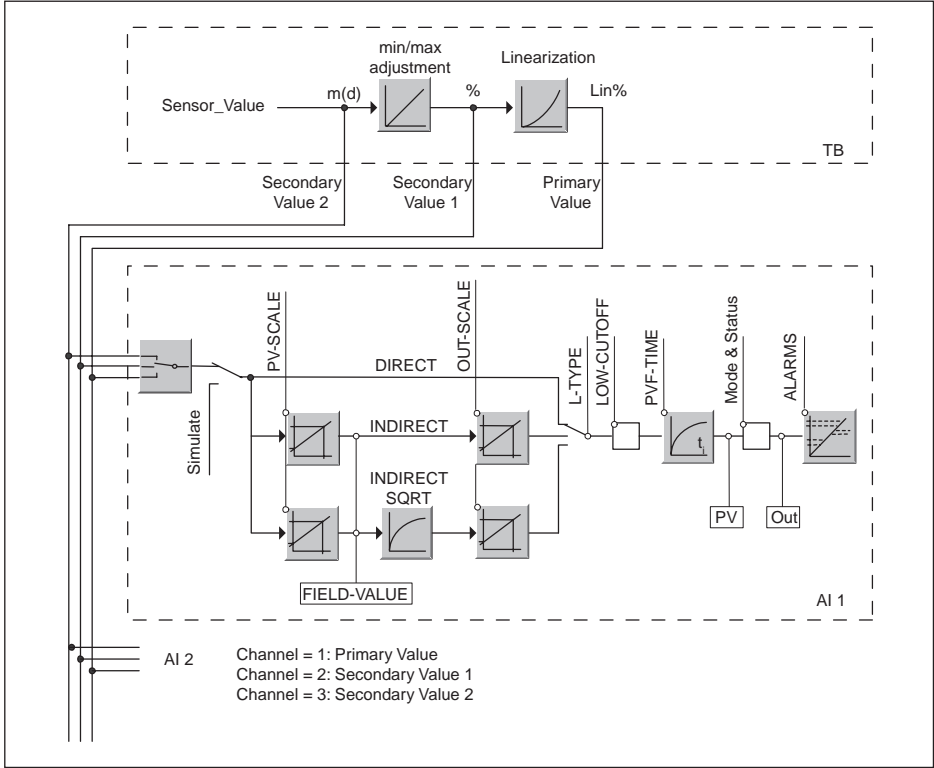 min/max
adjustment
Linearization
Sensor_Value
m(d)
%
Lin%
TB
Secondary
Value 2
Secondary
Value 1
Primary
Value
PV-SCALE
OUT-SCALE
L-TYPE
LOW-CUTOFF
PVF-TIME
Mode & Status
ALARMS
DIRECT
Simulate
INDIRECT
ti
INDIRECT
SQRT
PV
Out
FIELD-VALUE
AI 1
AI 2
Channel = 1: Primary Value
Channel = 2: Secondary Value 1
Channel = 3: Secondary Value 2